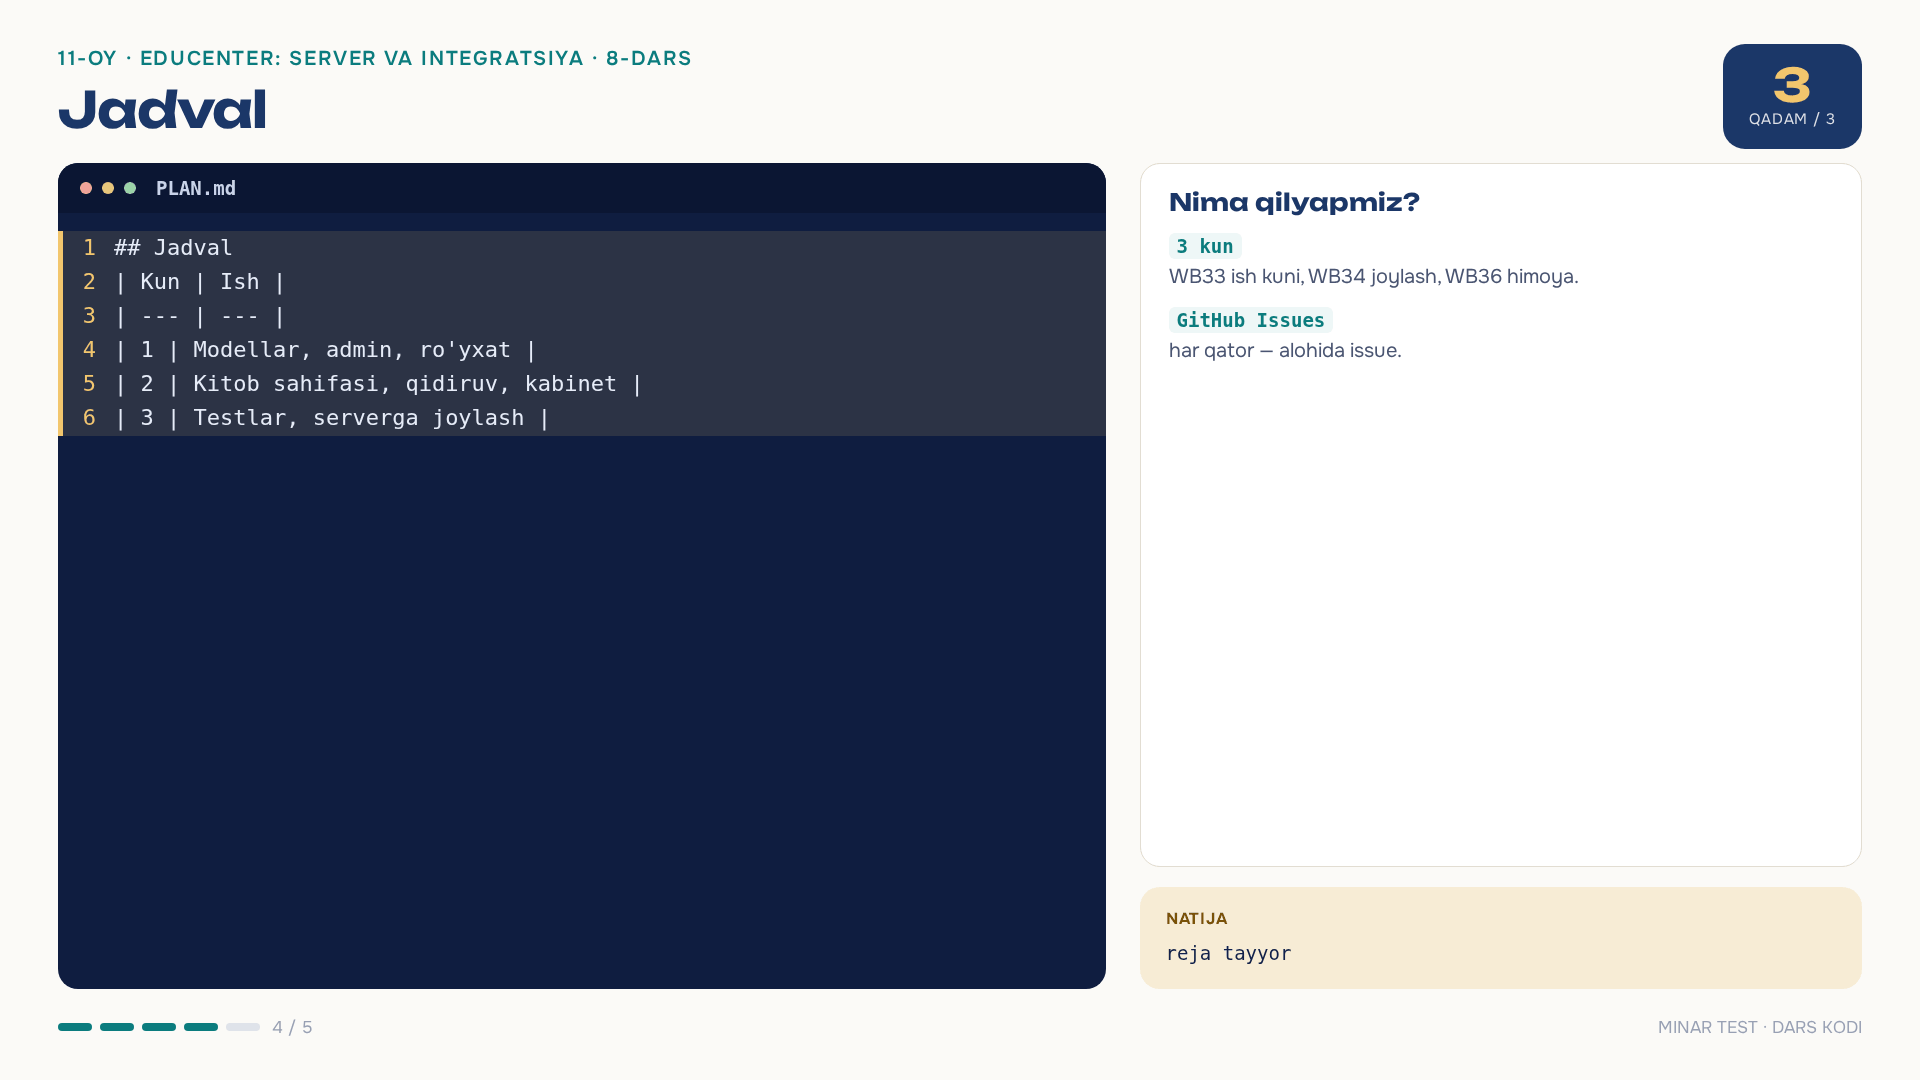 11-OY · EDUCENTER: SERVER VA INTEGRATSIYA · 8-DARS
Jadval
3
QADAM / 3
PLAN.md
1 ## Jadval
2 | Kun | Ish |
3 | --- | --- |
4 | 1 | Modellar, admin, ro'yxat |
5 | 2 | Kitob sahifasi, qidiruv, kabinet |
6 | 3 | Testlar, serverga joylash |
Nima qilyapmiz?
3 kun
WB33 ish kuni, WB34 joylash, WB36 himoya.
GitHub Issues
har qator — alohida issue.
NATIJA
reja tayyor
4 / 5
MINAR TEST · DARS KODI